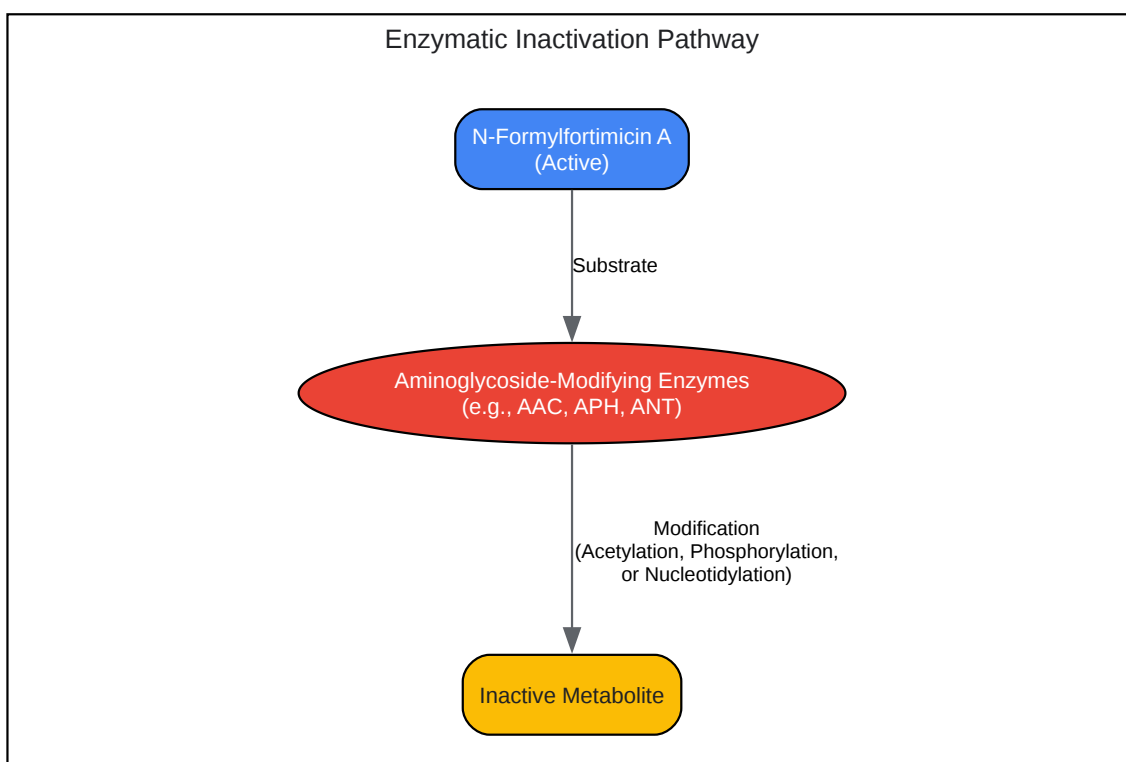 Enzymatic Inactivation Pathway
N-Formylfortimicin A
(Active)
Substrate
Aminoglycoside-Modifying Enzymes
(e.g., AAC, APH, ANT)
Modification
(Acetylation, Phosphorylation,
or Nucleotidylation)
Inactive Metabolite